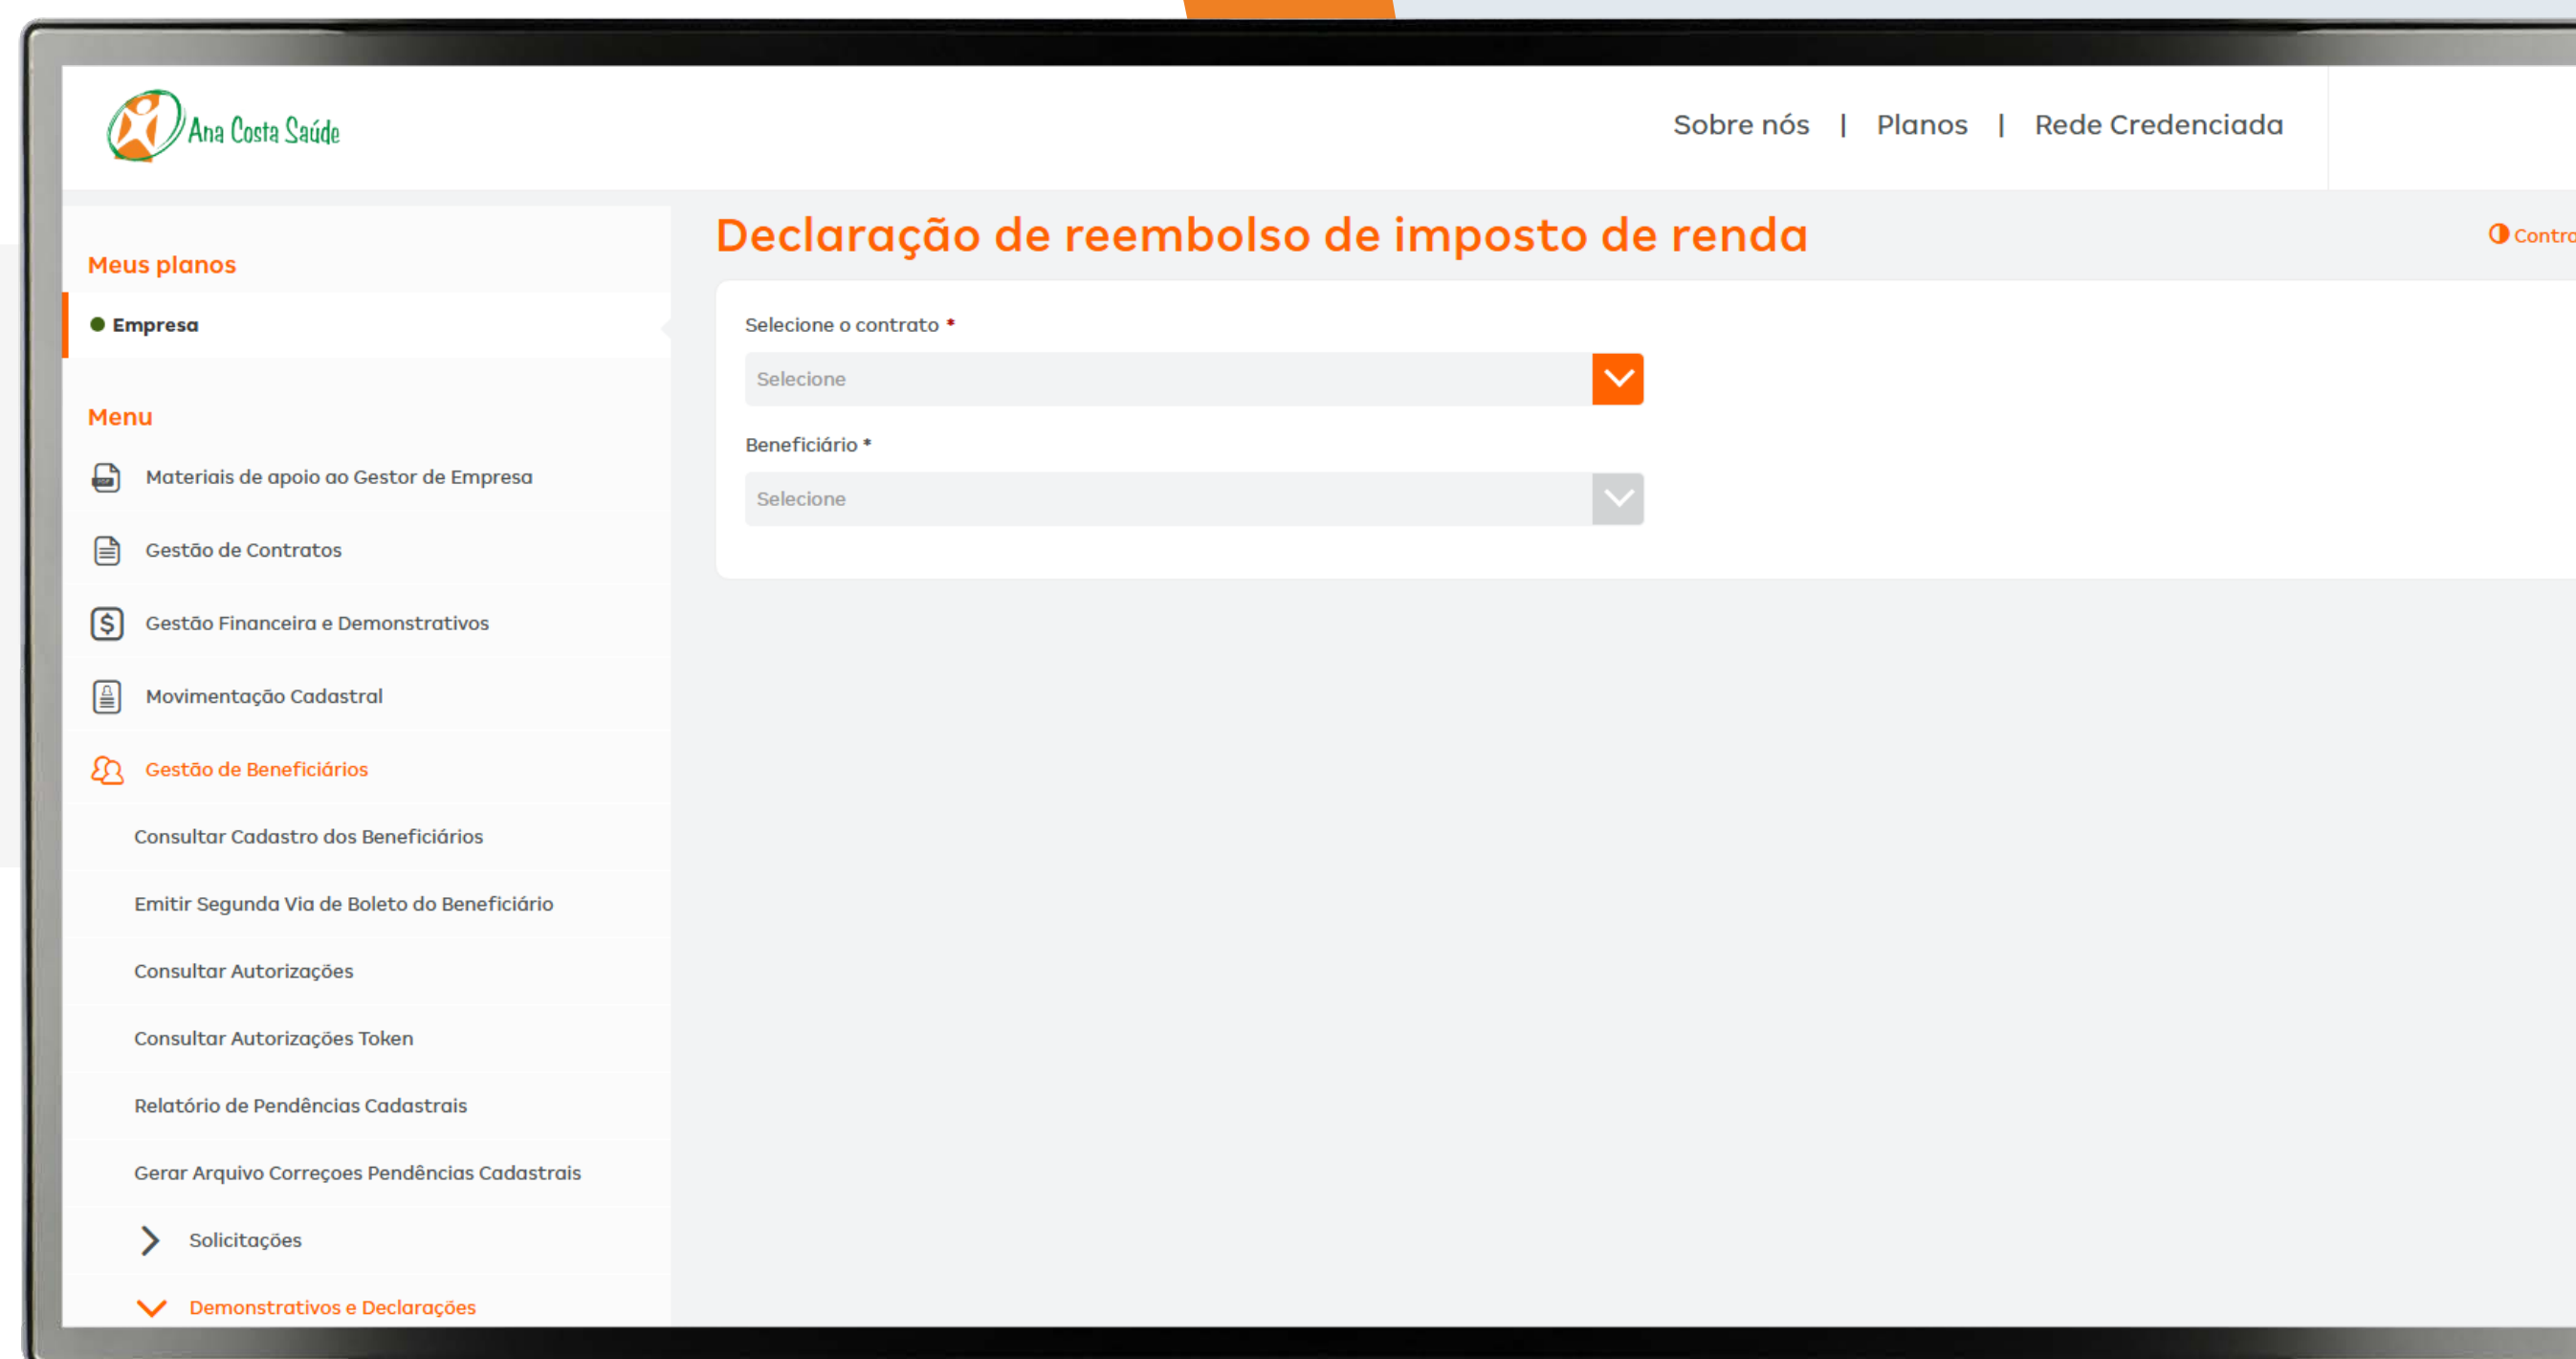 Ana Costa Saúde
Sobre nós | Planos | Rede Credenciada
Meus planos
Empresa
Menu
PDF
Materiais de apoio ao Gestor de Empresa
Gestão de Contratos
Gestão Financeira e Demonstrativos
Movimentação Cadastral
Gestão de Beneficiários
Consultar Cadastro dos Beneficiários
Emitir Segunda Via de Boleto do Beneficiário
Consultar Autorizações
Consultar Autorizações Token
Relatório de Pendências Cadastrais
Gerar Arquivo Correçoes Pendências Cadastrais
Solicitações
Demonstrativos e Declarações
Declaração de reembolso de imposto de renda
Selecione o contrato *
Selecione
Beneficiário *
Selecione